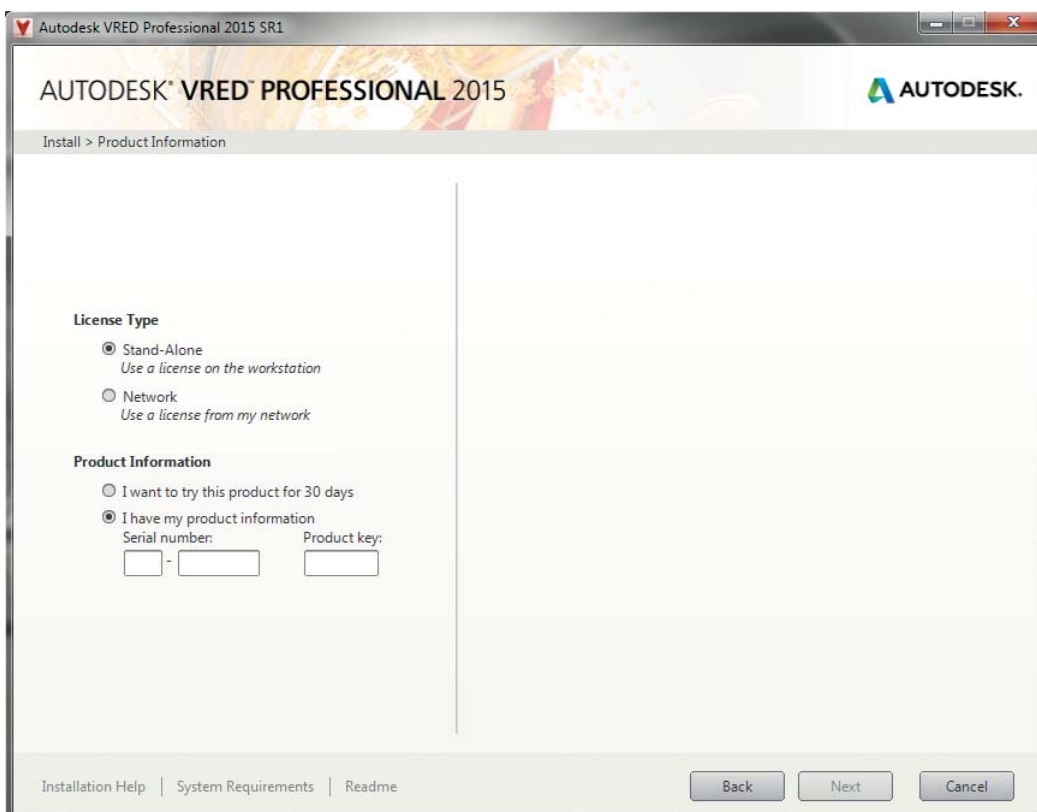 Autodesk VRED Professional 2015 SR1
AUTODESK® VRED™ PROFESSIONAL 2015
AUTODESK.
Install > Product Information
License Type
Stand-Alone
Use a license on the workstation
Network
Use a license from my network
Product Information
I want to try this product for 30 days
I have my product information
Serial number: Product key:
-
Installation Help | System Requirements | Readme
Back Next Cancel